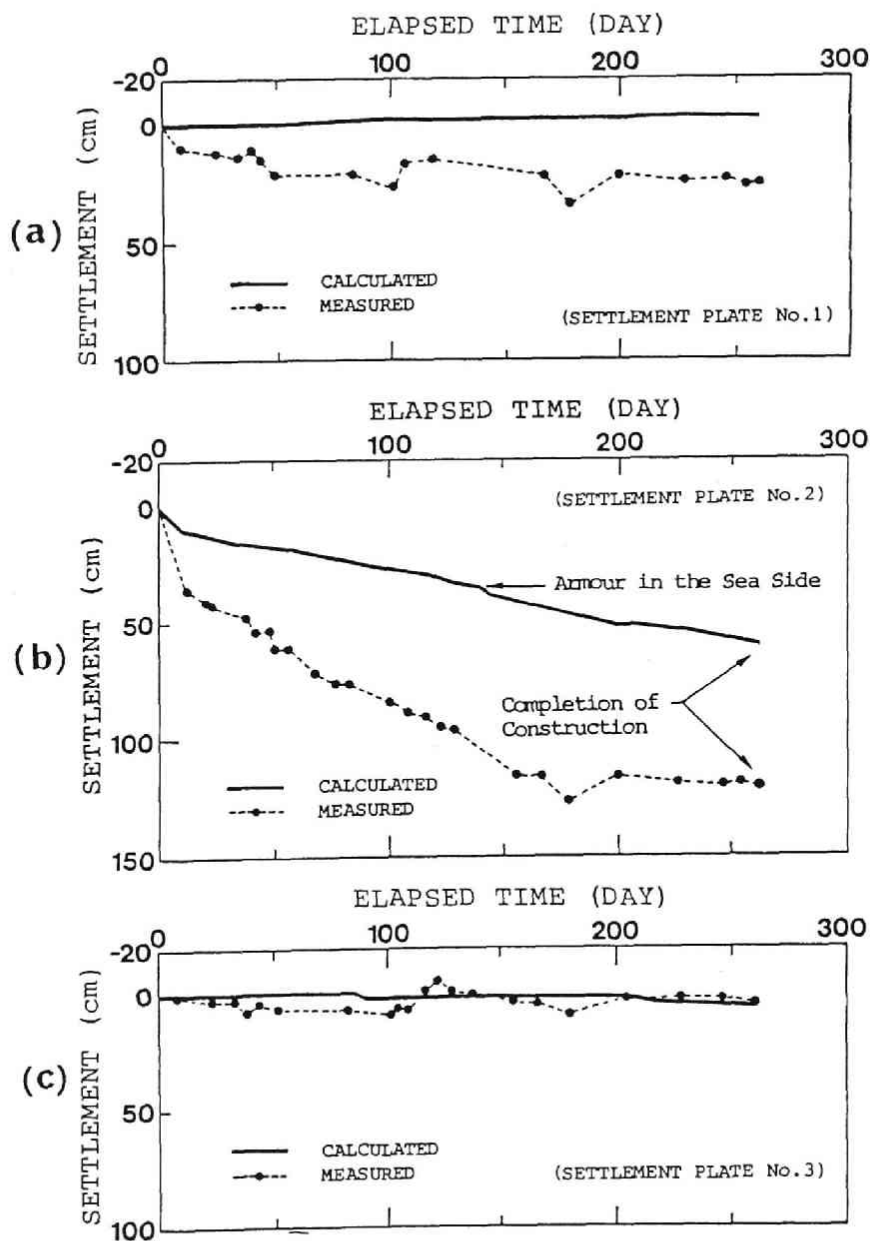 ELAPSED TIME (DAY)
0 100 200 300
-20
0
50
100
SETTLEMENT (cm)
(a)
CALCULATED
MEASURED
(SETTLEMENT PLATE No.1)
ELAPSED TIME (DAY)
0 100 200 300
-20
0
50
100
150
SETTLEMENT (cm)
(b)
(SETTLEMENT PLATE No.2)
Armour in the Sea Side
Completion of
Construction
CALCULATED
MEASURED
ELAPSED TIME (DAY)
0 100 200 300
-20
0
50
100
SETTLEMENT (cm)
(c)
CALCULATED
MEASURED
(SETTLEMENT PLATE No.3)